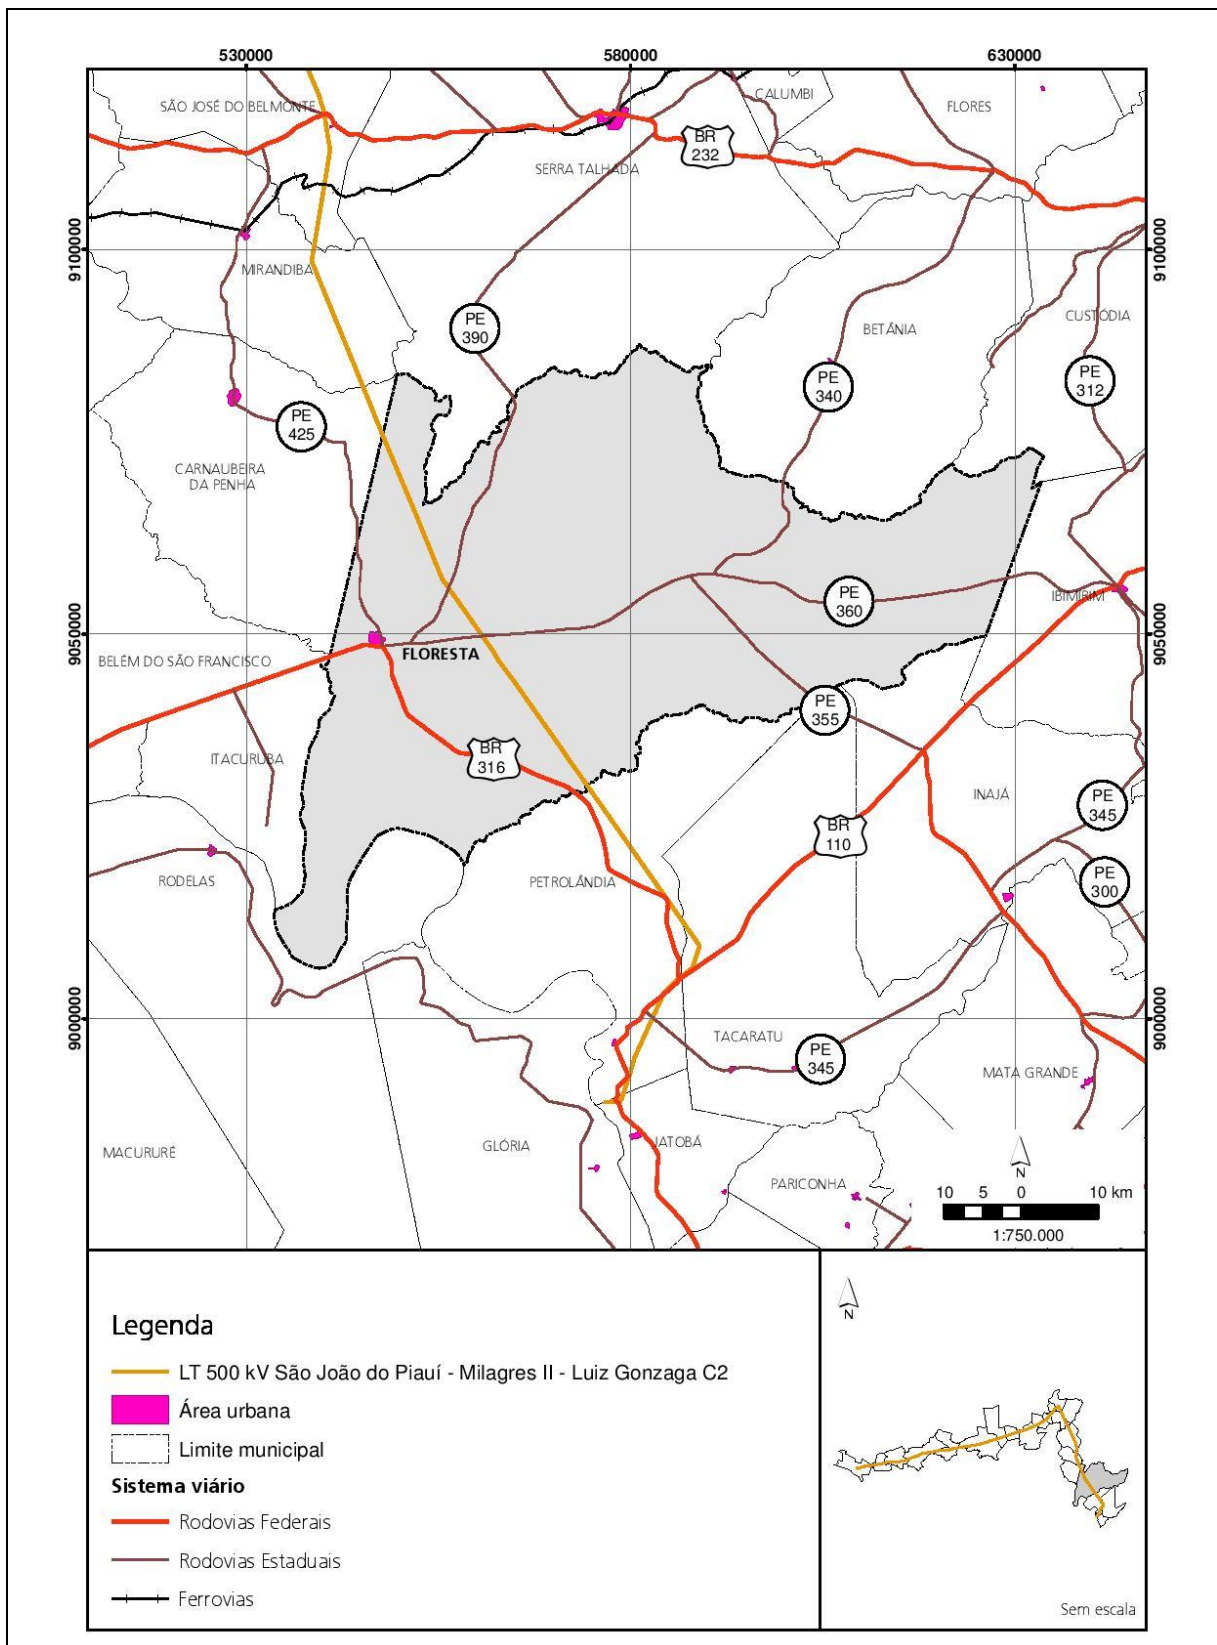 530000
580000
630000
SÃO JOSÉ DO BELMONTE
CALUMBI
FLORES
BR
232
SERRA TALHADA
9100000
9100000
MIRANDIBA
PE
390
BETÂNIA
CUSTÓDIA
PE
340
PE
312
PE
425
CARNAUBEIRA
DA PENHA
PE
360
IBIMIRIM
9050000
9050000
FLORESTA
BELÉM DO SÃO FRANCISCO
PE
355
ITACURUBA
BR
316
INAJÁ
PE
345
BR
110
RODELAS
PETROLÂNDIA
PE
300
9000000
9000000
TACARATU
PE
345
MATA GRANDE
MACURURÉ
GLÓRIA
JATOBÁ
PARICONHA
N
10 5 0 10 km
1:750.000
Legenda
LT 500 kV São João do Piauí - Milagres II - Luiz Gonzaga C2
Área urbana
Limite municipal
Sistema viário
Rodovias Federais
Rodovias Estaduais
Ferrovias
N
Sem escala